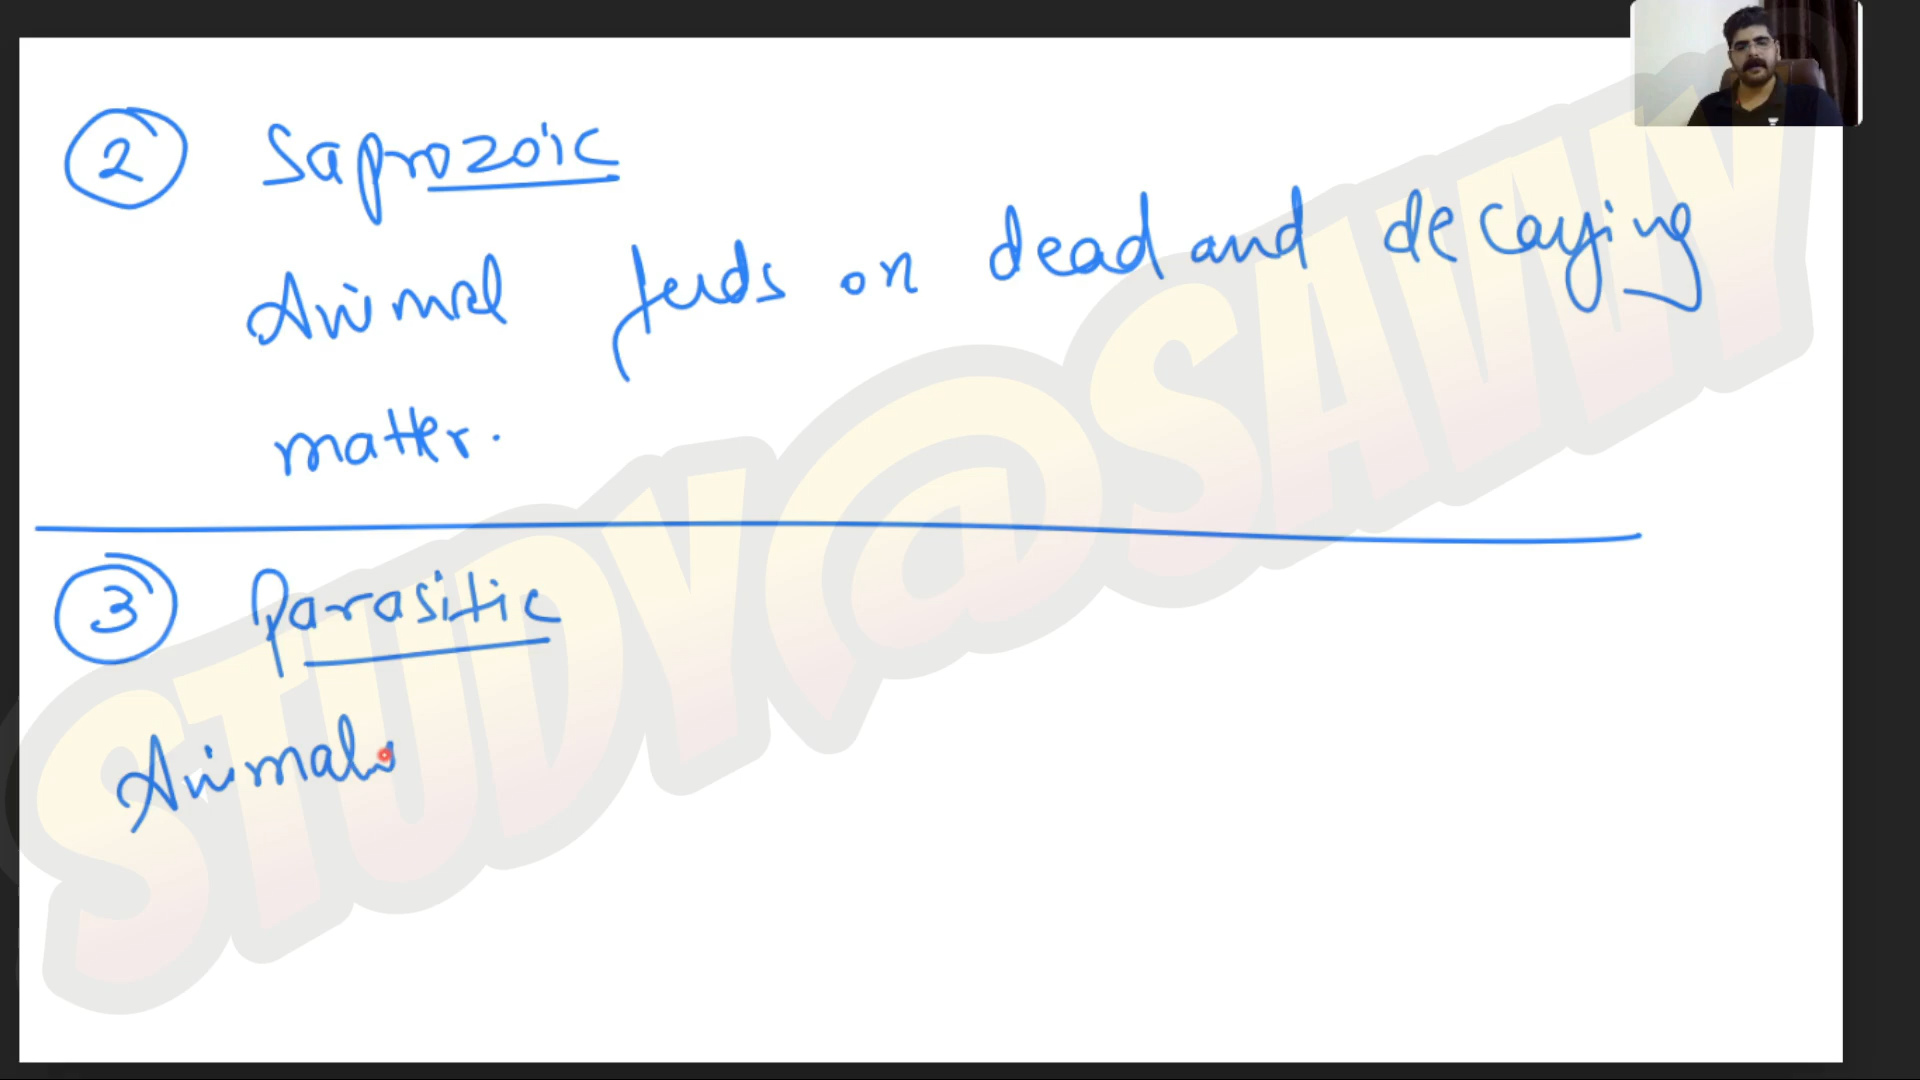 2 Saprozoic
Animal feeds on dead and decaying
matter.
3 Parasitic
Animals
STUDY@SAVVY